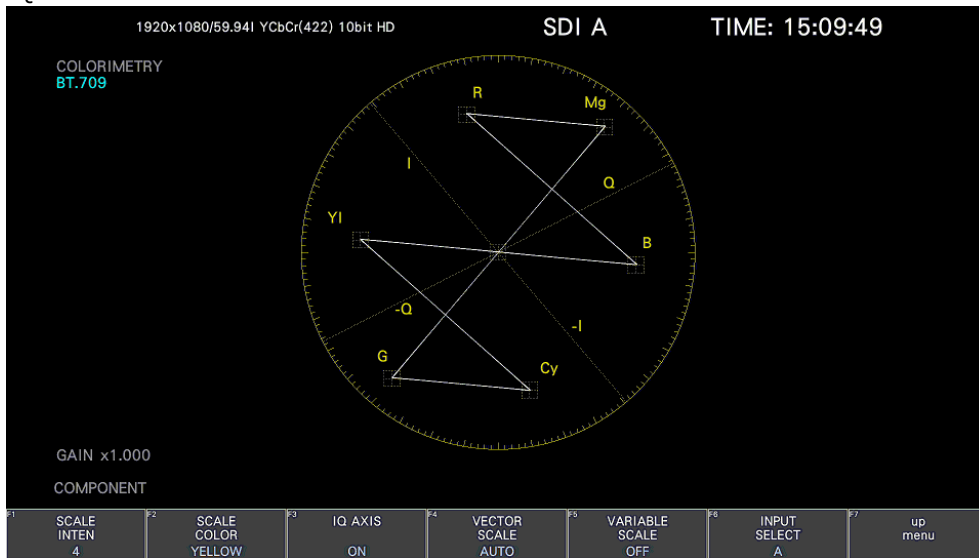 1920x1080/59.94I YCbCr(422) 10bit HD
SDI A
TIME: 15:09:49
COLORIMETRY
BT.709
R
Mg
I
Q
Yl
B
-Q
-I
G
Cy
GAIN x1.000
COMPONENT
F1 SCALE INTEN 4
F2 SCALE COLOR YELLOW
F3 IQ AXIS ON
F4 VECTOR SCALE AUTO
F5 VARIABLE SCALE OFF
F6 INPUT SELECT A
F7 up menu